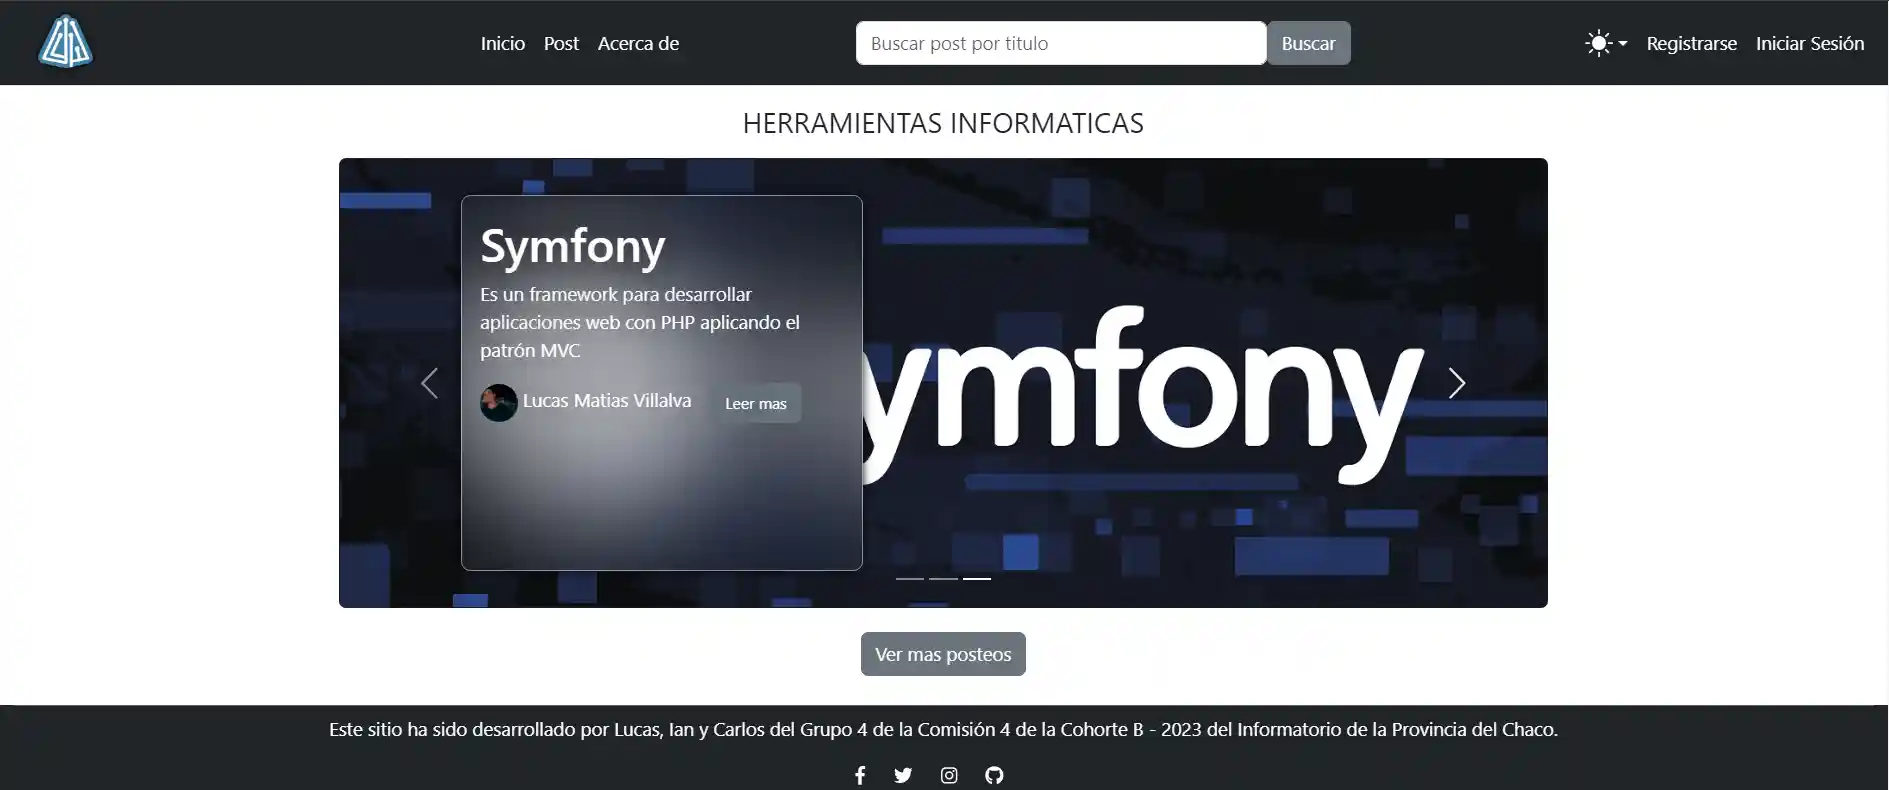 Inicio Post Acerca de Buscar post por titulo Buscar Registrarse Iniciar Sesión
HERRAMIENTAS INFORMATICAS
Symfony
Es un framework para desarrollar
aplicaciones web con PHP aplicando el
patrón MVC
Lucas Matias Villalva Leer mas
ymfony
Ver mas posteos
Este sitio ha sido desarrollado por Lucas, Ian y Carlos del Grupo 4 de la Comisión 4 de la Cohorte B - 2023 del Informatorio de la Provincia del Chaco.